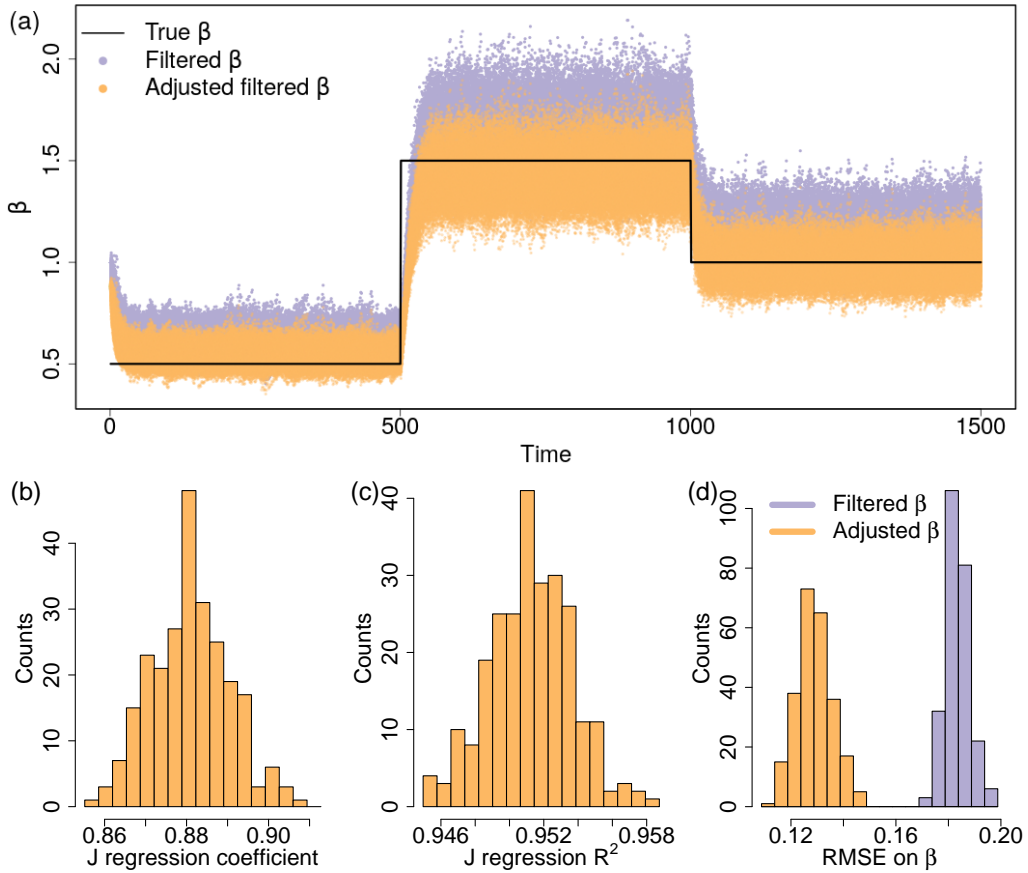 (a)
True β
Filtered β
Adjusted filtered β
β
0.5 1.0 1.5 2.0
0 500 1000 1500
Time
(b)
Counts
0 10 20 30 40
0.86 0.88 0.90
J regression coefficient
(c)
Counts
0 10 20 30 40
0.946 0.952 0.958
J regression R²
(d)
Filtered β
Adjusted β
Counts
0 20 40 60 80 100
0.12 0.16 0.20
RMSE on β